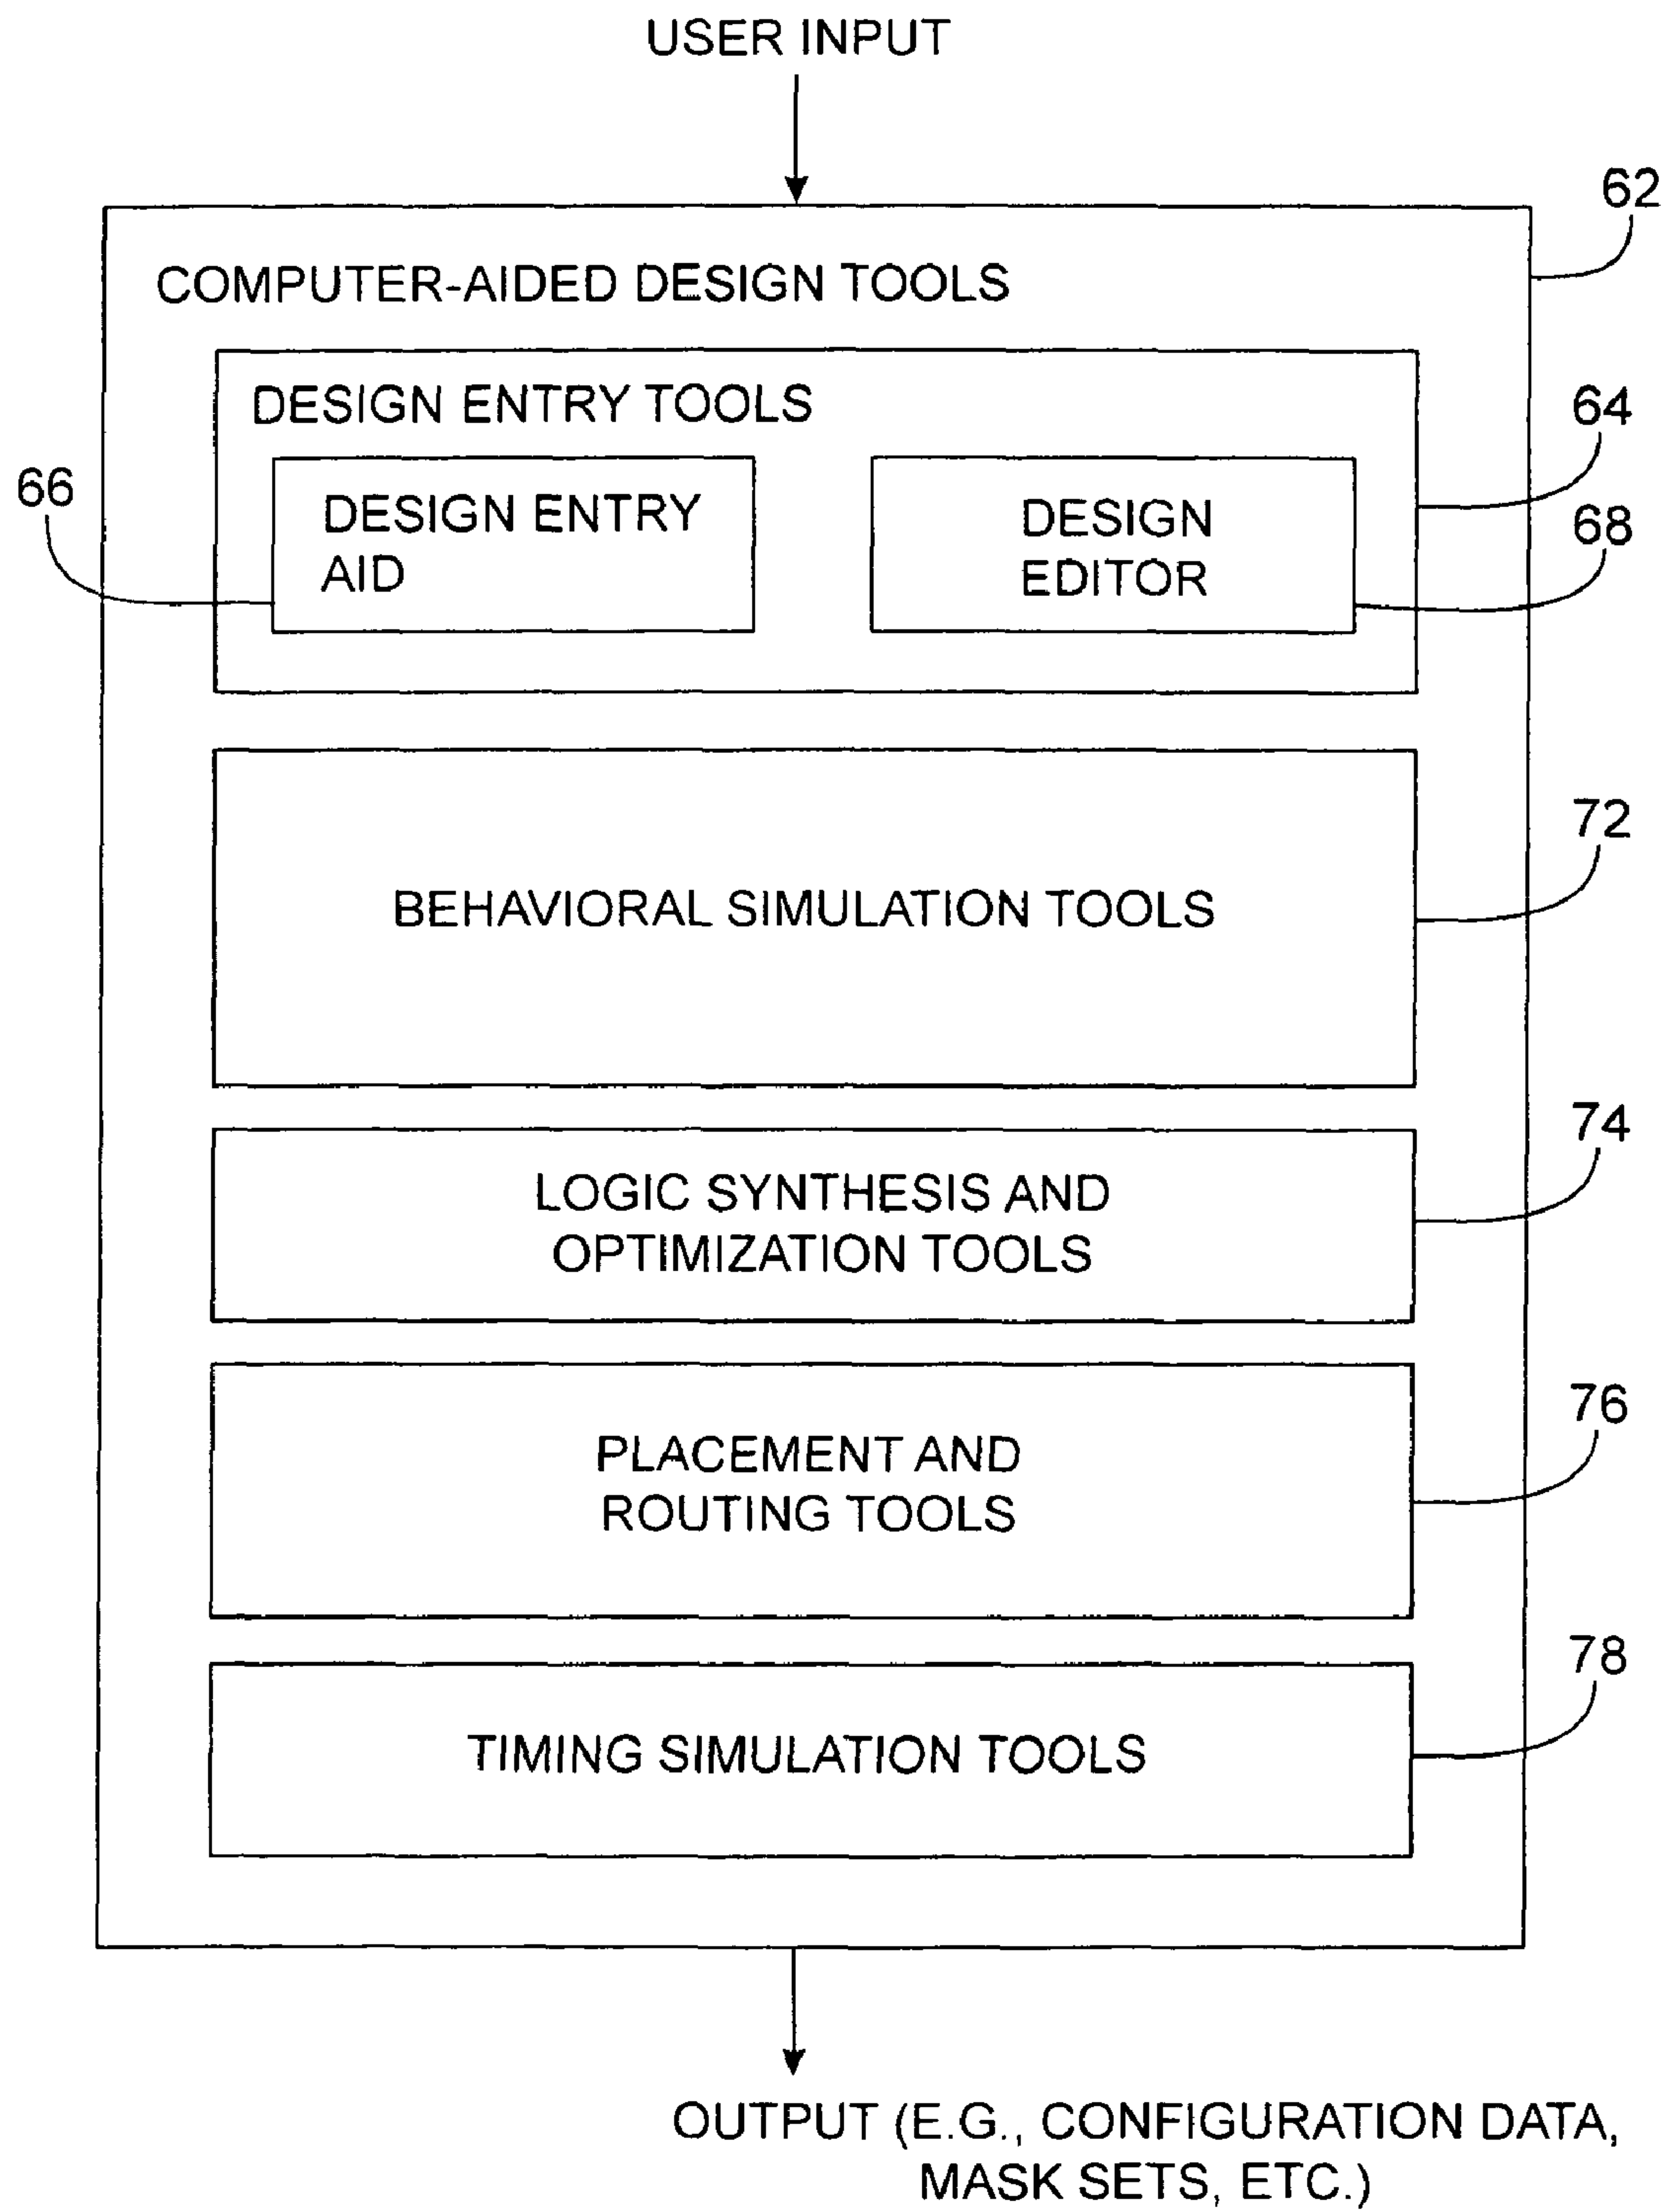 USER INPUT
62
COMPUTER-AIDED DESIGN TOOLS
DESIGN ENTRY TOOLS
64
66
DESIGN ENTRY
AID
DESIGN
EDITOR
68
72
BEHAVIORAL SIMULATION TOOLS
74
LOGIC SYNTHESIS AND
OPTIMIZATION TOOLS
76
PLACEMENT AND
ROUTING TOOLS
78
TIMING SIMULATION TOOLS
OUTPUT (E.G., CONFIGURATION DATA,
MASK SETS, ETC.)